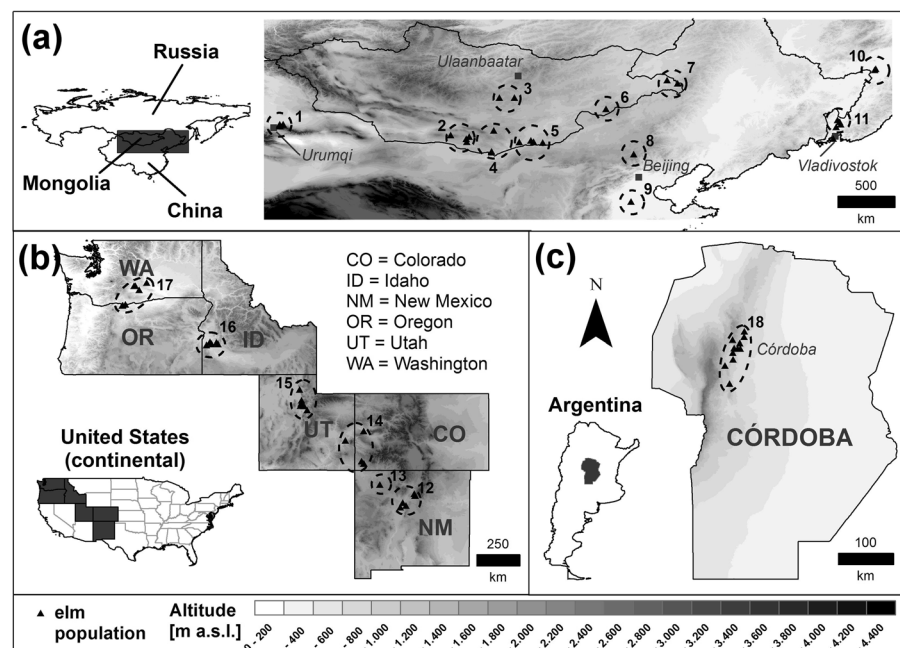 (a)
Russia
Mongolia
China
Ulaanbaatar
Urumqi
Beijing
Vladivostok
1
2
3
4
5
6
7
8
9
10
11
500
km
(b)
WA
17
OR
16
ID
15
UT
14
CO
13
12
NM
CO = Colorado
ID = Idaho
NM = New Mexico
OR = Oregon
UT = Utah
WA = Washington
United States
(continental)
250
km
(c)
N
18
Córdoba
CÓRDOBA
Argentina
100
km
elm
population
Altitude
[m a.s.l.]
0 - 200
- 400
- 600
- 800
- 1.000
- 1.200
- 1.400
- 1.600
- 1.800
- 2.000
- 2.200
- 2.400
- 2.600
- 2.800
- 3.000
- 3.200
- 3.400
- 3.600
- 3.800
- 4.000
- 4.200
- 4.400